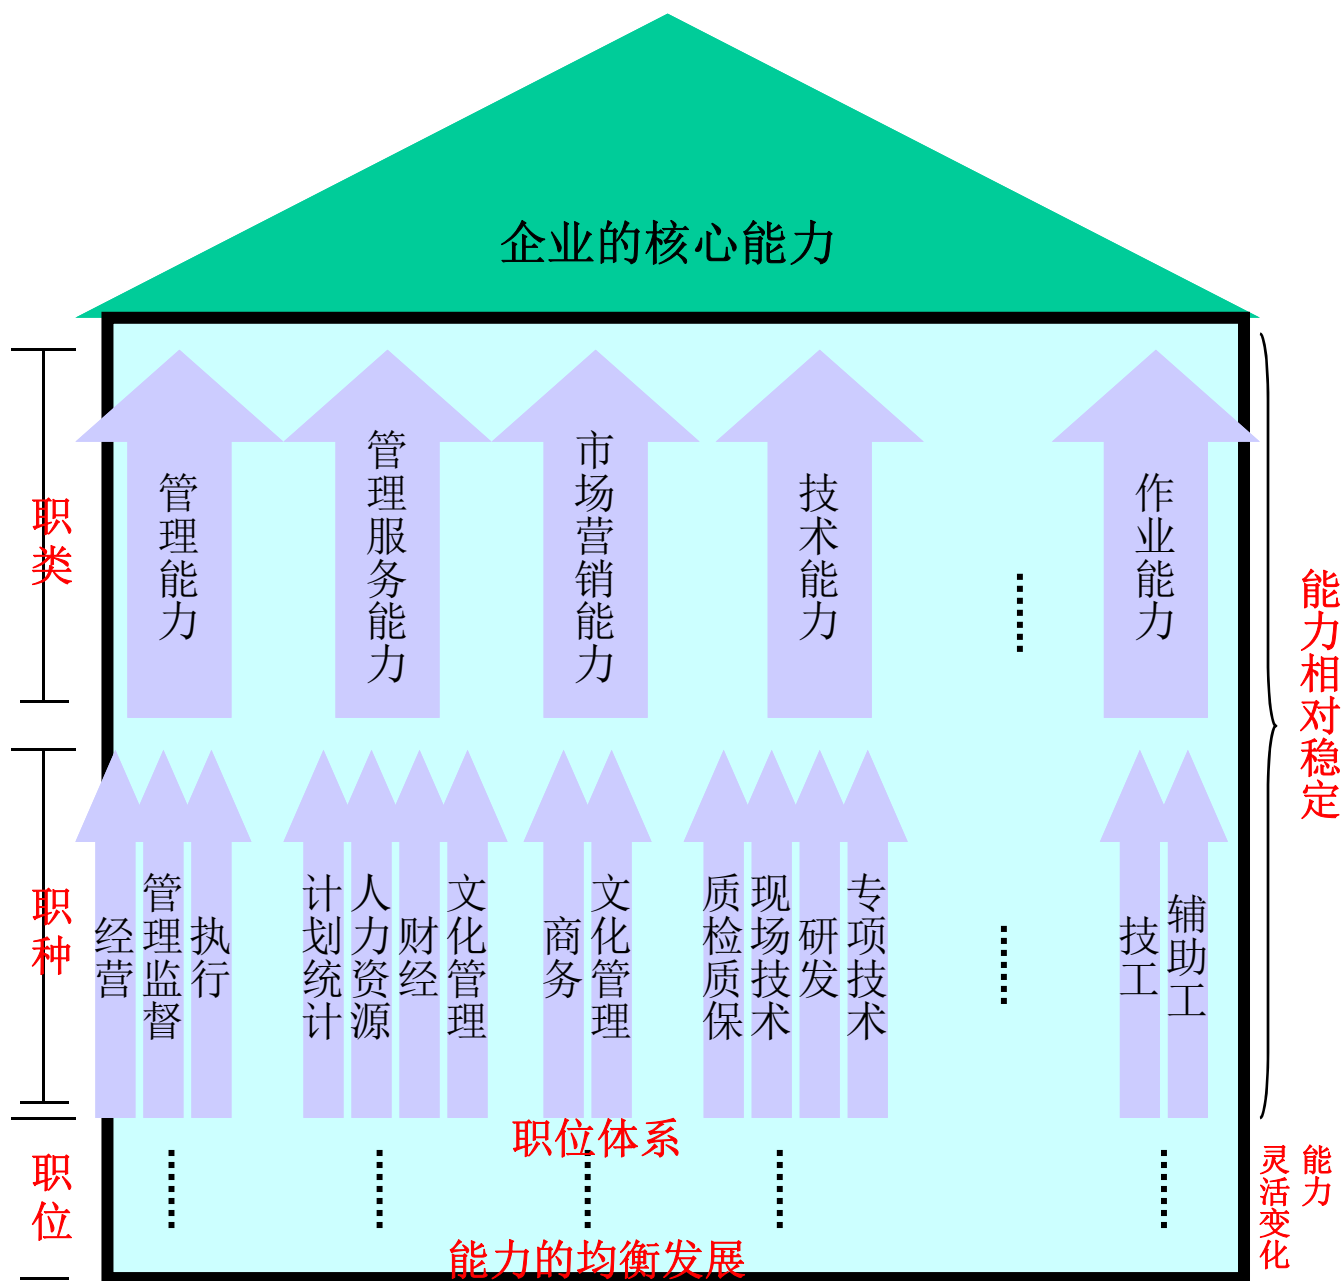 企业的核心能力
职类
管理能力
管理服务能力
市场营销能力
技术能力
作业能力
能力相对稳定
职种
经营
管理监督
执行
计划统计
人力资源
财经
文化管理
商务
文化管理
质检质保
现场技术
研发
专项技术
技工
辅助工
职位体系
职位
能力
灵活变化
能力的均衡发展